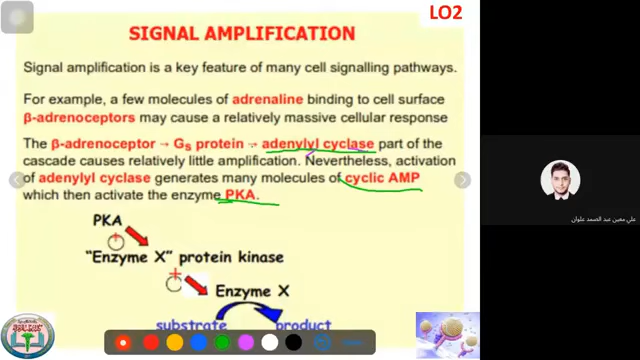 LO2
SIGNAL AMPLIFICATION
Signal amplification is a key feature of many cell signalling pathways.
For example, a few molecules of adrenaline binding to cell surface
β-adrenoceptors may cause a relatively massive cellular response
The β-adrenoceptor → Gs protein → adenylyl cyclase part of the
cascade causes relatively little amplification. Nevertheless, activation
of adenylyl cyclase generates many molecules of cyclic AMP
which then activate the enzyme PKA.
PKA
+
"Enzyme X" protein kinase
+
Enzyme X
substrate product
علي معين عبد الصمد علوان